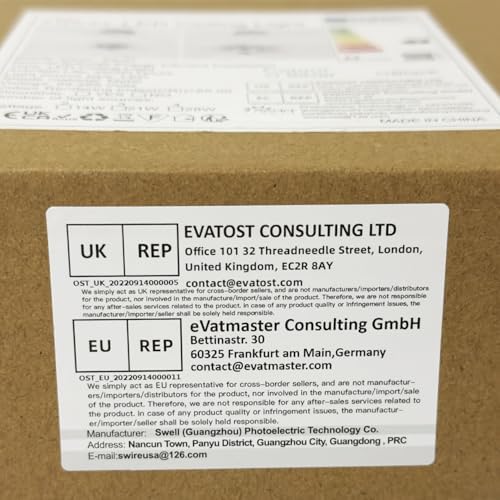 MADE IN CHINA
UK REP
EVATOST CONSULTING LTD
Office 101 32 Threadneedle Street, London,
United Kingdom, EC2R 8AY
OST_UK_20220914000005 contact@evatost.com
We simply act as UK representative for cross-border sellers, and are not manufacturers/importers/distributors
for the product, nor involved in the manufacture/import/sale of the product. Therefore, we are not responsible
for any after-sales services related to the products. In case of any product quality or infringement issues, the
manufacturer/importer/seller shall be solely held responsible.
EU REP
eVatmaster Consulting GmbH
Bettinastr. 30
60325 Frankfurt am Main,Germany
contact@evatmaster.com
OST_EU_20220914000011
We simply act as EU representative for cross-border sellers, and are not manufactur-
ers/importers/distributors for the product, nor involved in the manufacture/import/sale
of the product. Therefore, we are not responsible for any after-sales services related to
the products. In case of any product quality or infringement issues, the manufactur-
er/importer/seller shall be solely held responsible.
Manufacturer: Swell (Guangzhou) Photoelectric Technology Co.
Address: Nancun Town, Panyu District, Guangzhou City, Guangdong , PRC
E-mail:swireusa@126.com